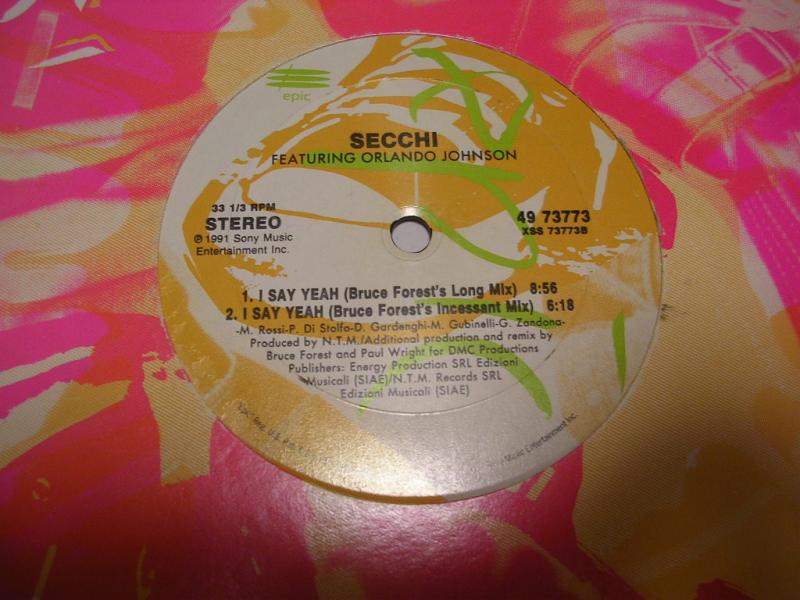 epic
SECCHI
FEATURING ORLANDO JOHNSON
33 1/3 RPM
STEREO
℗ 1991 Sony Music
Entertainment Inc.
49 73773
XSS 73773B
1. I SAY YEAH (Bruce Forest's Long Mix) 8:56
2. I SAY YEAH (Bruce Forest's Incessant Mix) 6:18
-M. Rossi-P. Di Stolfo-D. Gardenghi-M. Gubinelli-G. Zandona-
Produced by N.T.M./Additional production and remix by
Bruce Forest and Paul Wright for DMC Productions
Publishers: Energy Production SRL Edizioni
Musicali (SIAE)/N.T.M. Records SRL
Edizioni Musicali (SIAE)
Music Entertainment Inc.